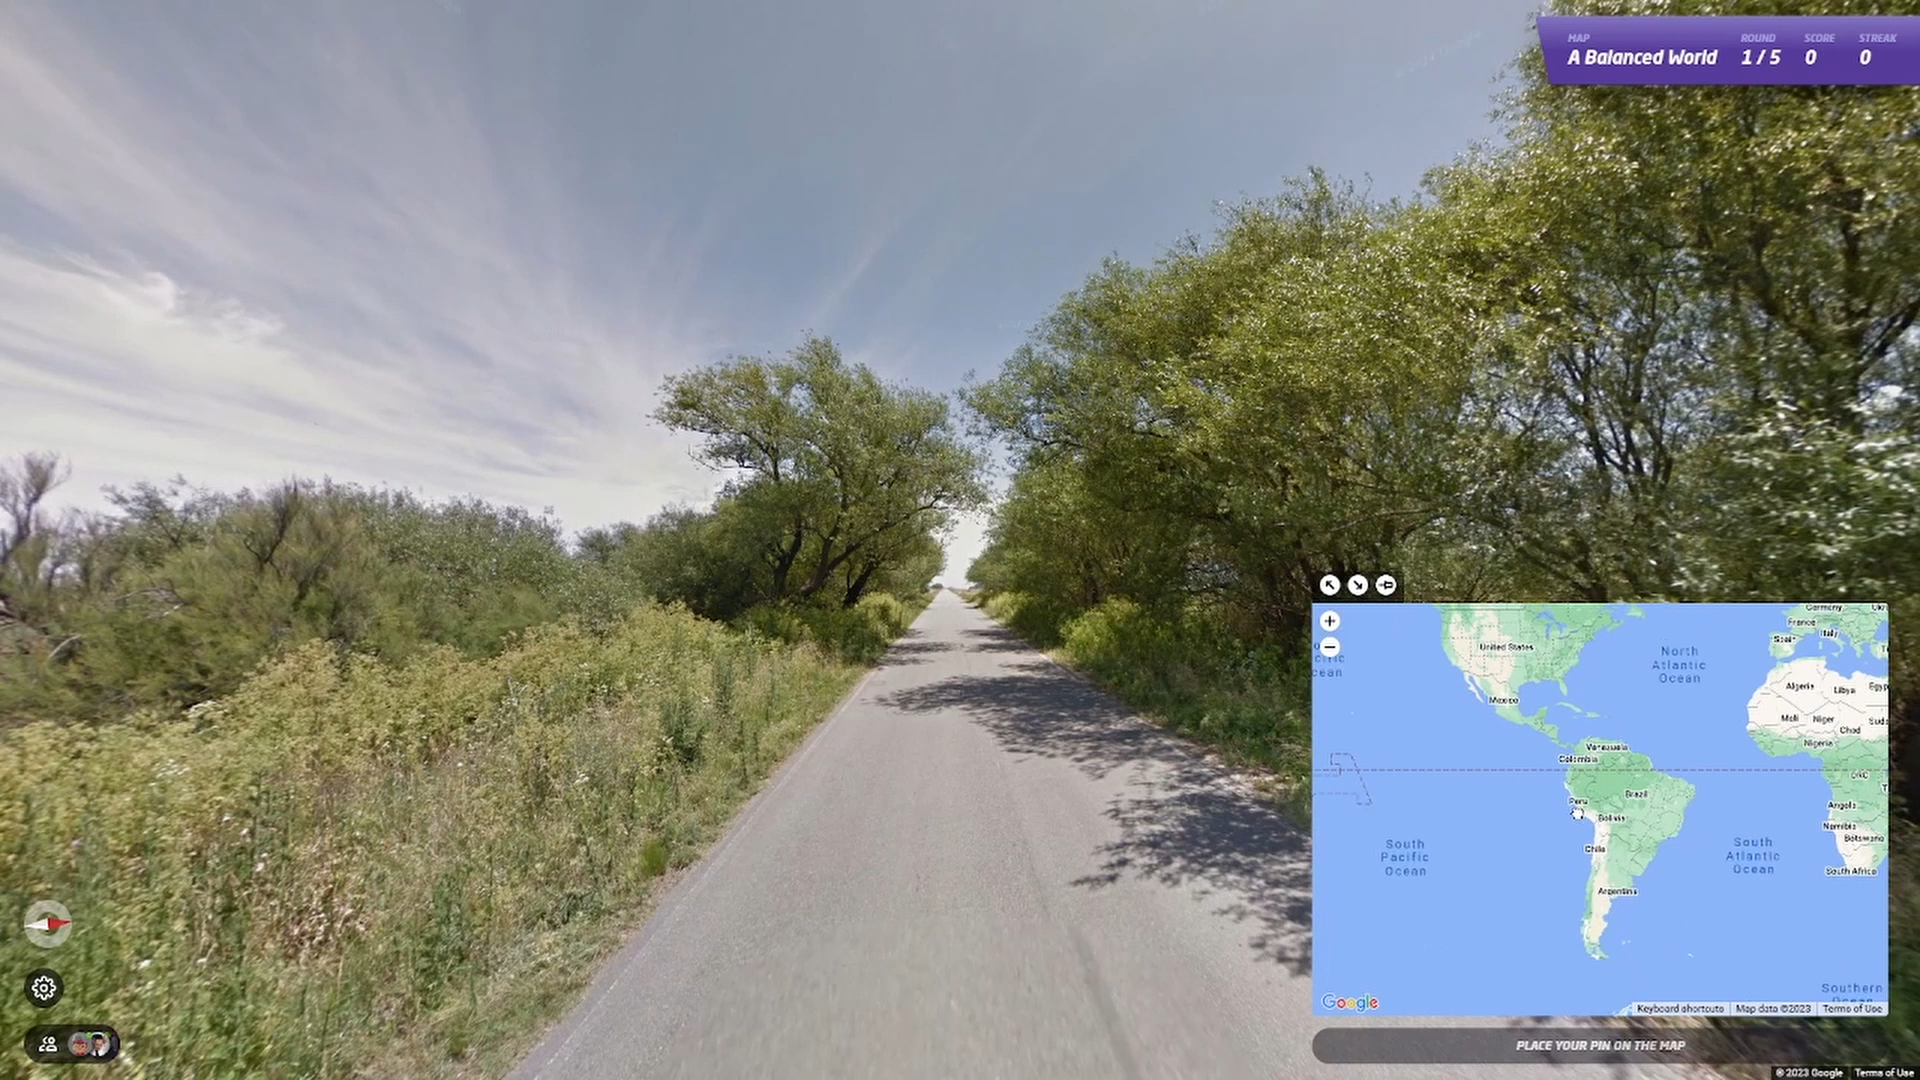 MAP
A Balanced World
ROUND
1 / 5
SCORE
0
STREAK
0
United States
Mexico
North
Atlantic
Ocean
Germany
France
Spain
Italy
Algeria
Libya
Mali
Niger
Chad
Nigeria
DRC
Angola
Namibia
Botswana
South Africa
Venezuela
Colombia
Brazil
Peru
Bolivia
Chile
Argentina
South
Pacific
Ocean
South
Atlantic
Ocean
Southern
Ocean
Google
Keyboard shortcuts
Map data ©2023
Terms of Use
PLACE YOUR PIN ON THE MAP
© 2023 Google
Terms of Use